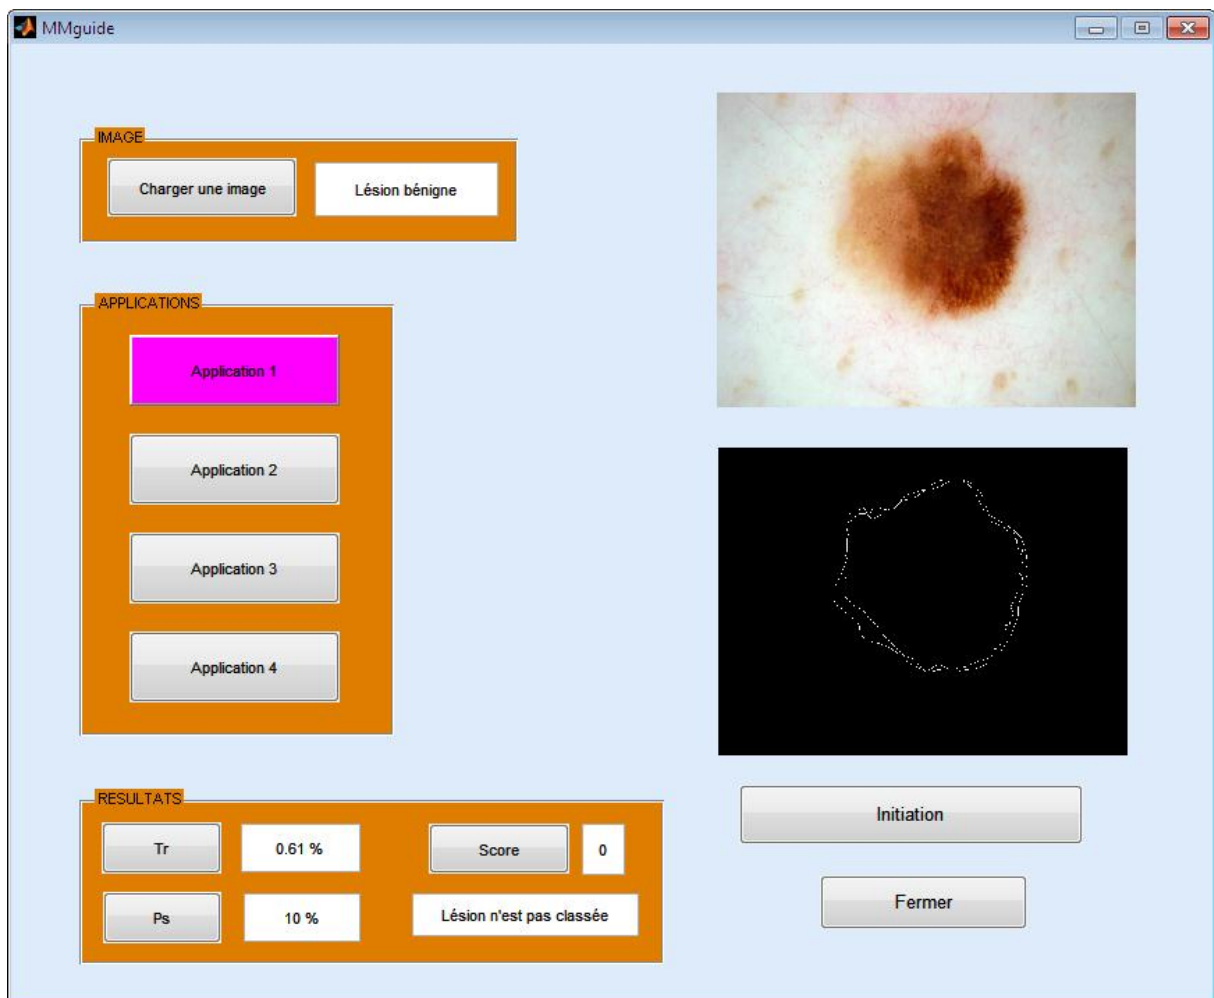 MMguide
IMAGE
Charger une image
Lésion bénigne
APPLICATIONS
Application 1
Application 2
Application 3
Application 4
RESULTATS
Tr
0.61 %
Score
0
Ps
10 %
Lésion n'est pas classée
Initiation
Fermer